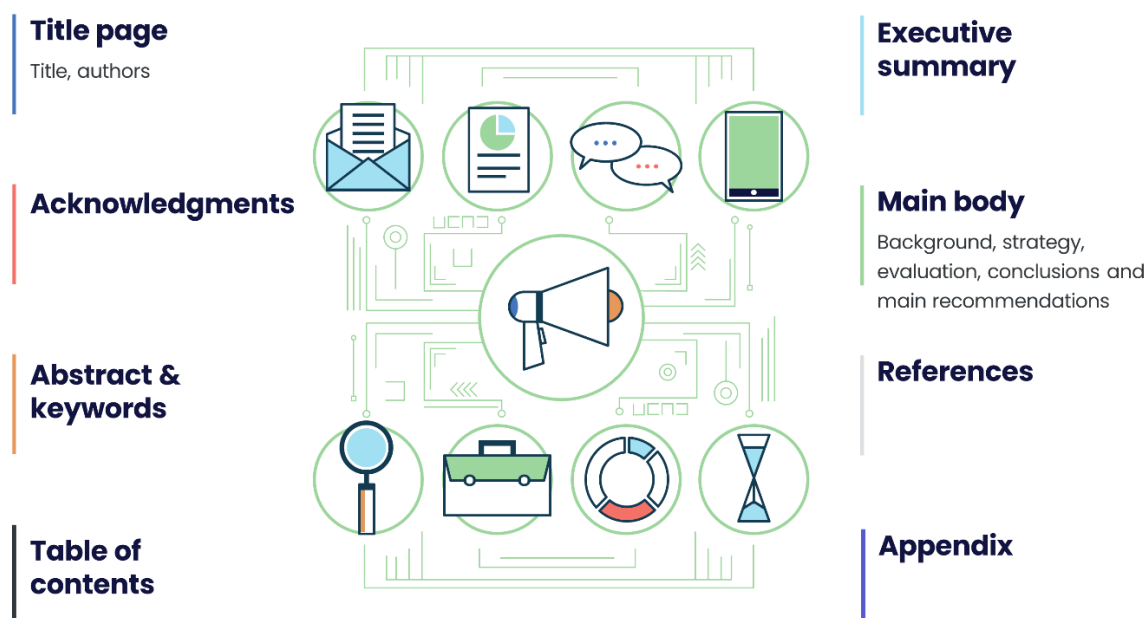 Title page
Title, authors
Acknowledgments
Abstract &
keywords
Table of
contents
Executive
summary
Main body
Background, strategy,
evaluation, conclusions and
main recommendations
References
Appendix